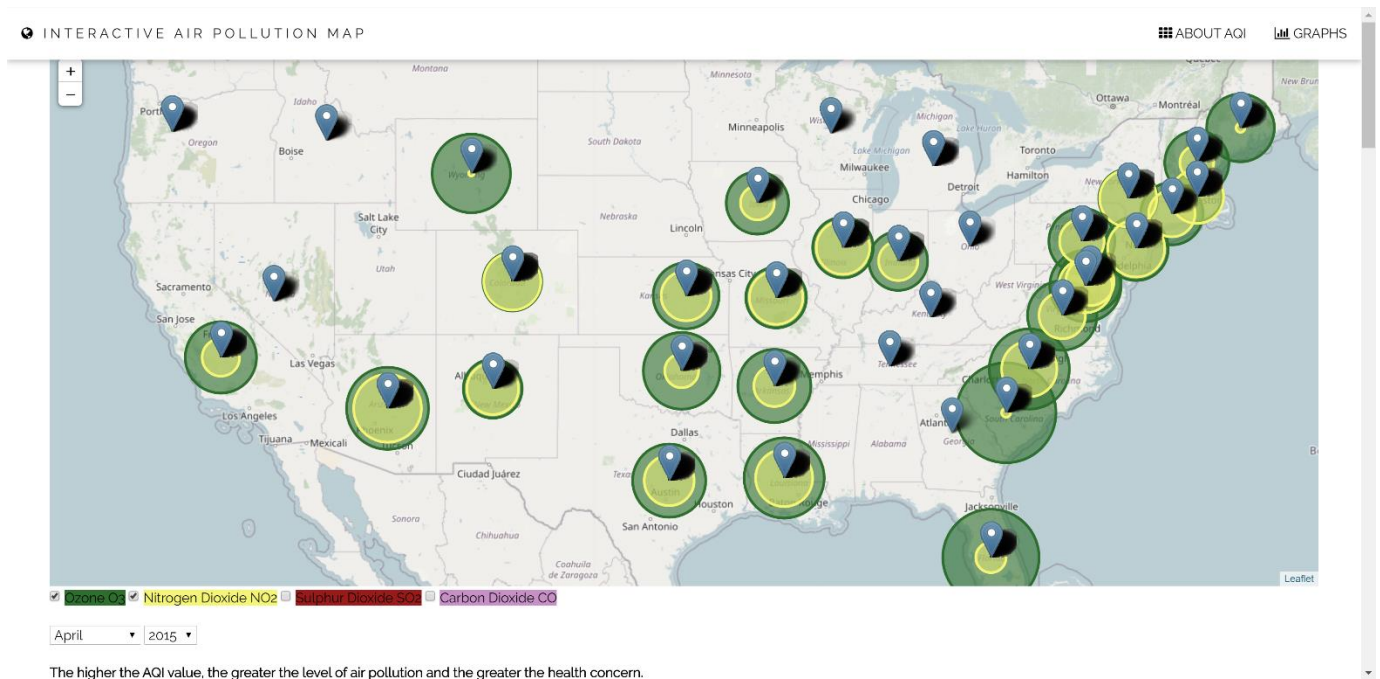 INTERACTIVE AIR POLLUTION MAP
ABOUT AQI GRAPHS
+
−
Montana
Minnesota
Ottawa
Montréal
New Brun
Idaho
Michigan
Lake Huron
Oregon
Boise
South Dakota
Minneapolis
Toronto
Hamilton
Lake Michigan
Milwaukee
Detroit
Chicago
Salt Lake
City
Nebraska
Lincoln
Utah
Sacramento
West Virgin
San Jose
Las Vegas
Richmond
Memphis
Los Angeles
South Carolina
Tijuana
Mexicali
Dallas
Mississippi
Alabama
Georgia
Ciudad Juárez
Austin
Houston
San Antonio
Jacksonville
Sonora
Chihuahua
Coahuila
de Zaragoza
Leaflet
Ozone O3 Nitrogen Dioxide NO2 Sulphur Dioxide SO2 Carbon Dioxide CO
April 2015
The higher the AQI value, the greater the level of air pollution and the greater the health concern.